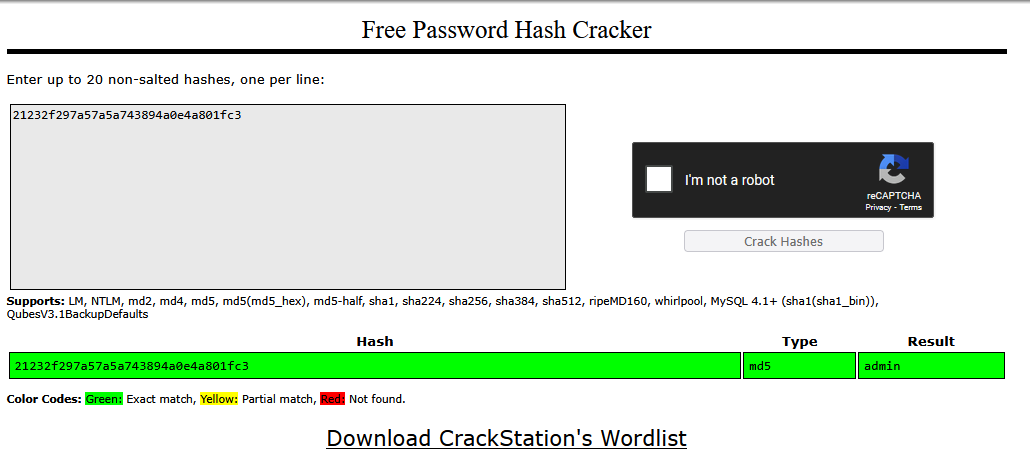 Free Password Hash Cracker
Enter up to 20 non-salted hashes, one per line:
21232f297a57a5a743894a0e4a801fc3
I'm not a robot
reCAPTCHA
Privacy - Terms
Crack Hashes
Supports: LM, NTLM, md2, md4, md5, md5(md5_hex), md5-half, sha1, sha224, sha256, sha384, sha512, ripeMD160, whirlpool, MySQL 4.1+ (sha1(sha1_bin)),
QubesV3.1BackupDefaults
Hash Type Result
21232f297a57a5a743894a0e4a801fc3 md5 admin
Color Codes: Green: Exact match, Yellow: Partial match, Red: Not found.
Download CrackStation's Wordlist